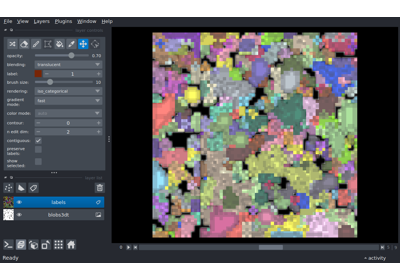 File View Layers Plugins Window Help
opacity: 0.70
blending: translucent
label: 1
brush size: 10
rendering: iso_categorical
gradient mode: fast
color mode:
contour: 0
n edit dim: 2
contiguous:
preserve labels:
show selected:
labels
blobs3dt
Ready
activity